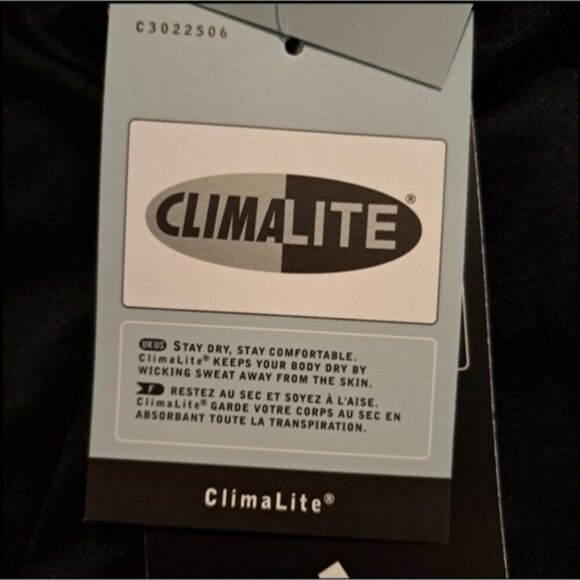 C3022506
CLIMALITE®
UK US STAY DRY, STAY COMFORTABLE.
ClimaLite® KEEPS YOUR BODY DRY BY
WICKING SWEAT AWAY FROM THE SKIN.
F RESTEZ AU SEC ET SOYEZ À L'AISE.
ClimaLite® GARDE VOTRE CORPS AU SEC EN
ABSORBANT TOUTE LA TRANSPIRATION.
ClimaLite®